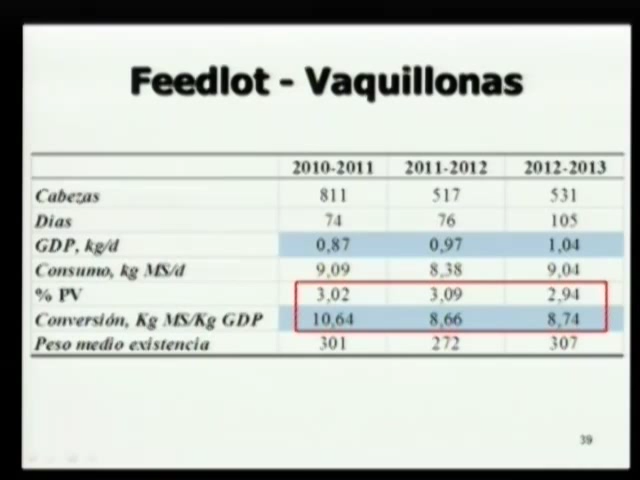 Feedlot - Vaquillonas
2010-2011 2011-2012 2012-2013
Cabezas 811 517 531
Dias 74 76 105
GDP, kg/d 0,87 0,97 1,04
Consumo, kg MS/d 9,09 8,38 9,04
% PV 3,02 3,09 2,94
Conversión, Kg MS/Kg GDP 10,64 8,66 8,74
Peso medio existencia 301 272 307
39